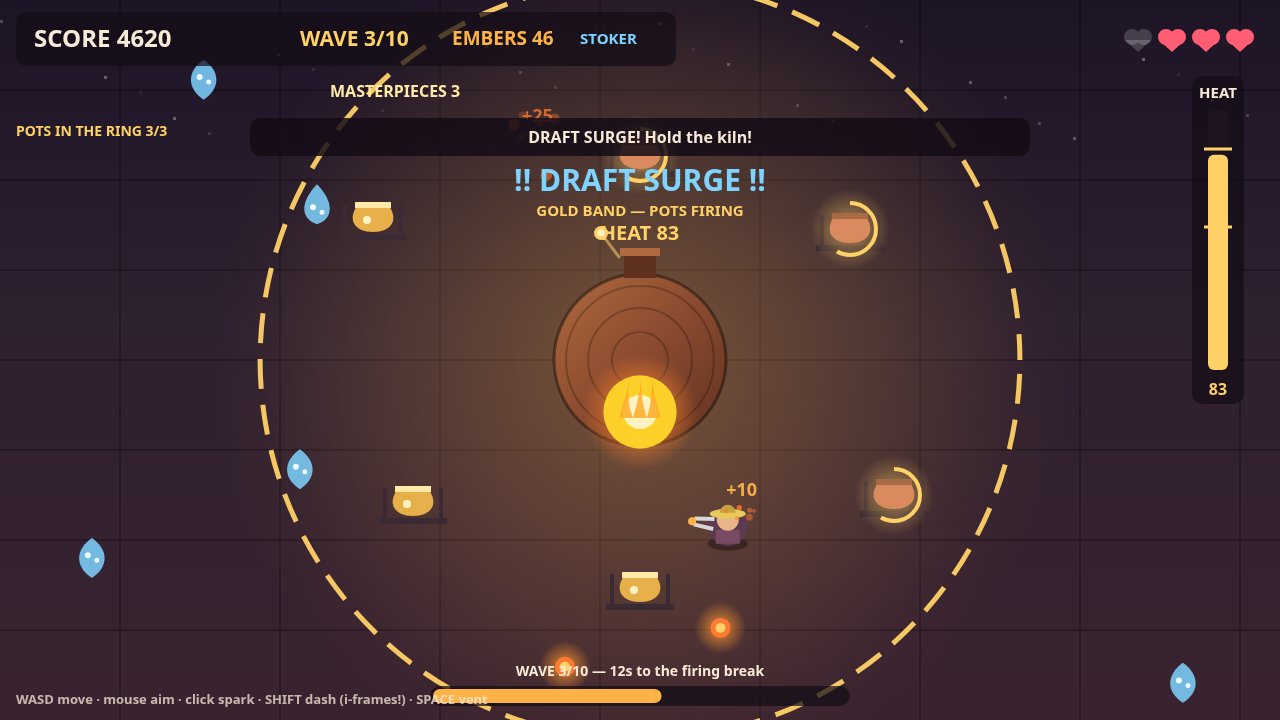 SCORE 4620
WAVE 3/10
EMBERS 46
STOKER
MASTERPIECES 3
HEAT
+25
POTS IN THE RING 3/3
DRAFT SURGE! Hold the kiln!
!! DRAFT SURGE !!
GOLD BAND — POTS FIRING
HEAT 83
83
+10
WAVE 3/10 — 12s to the firing break
WASD move · mouse aim · click spark · SHIFT dash (i-frames!) · SPACE vent